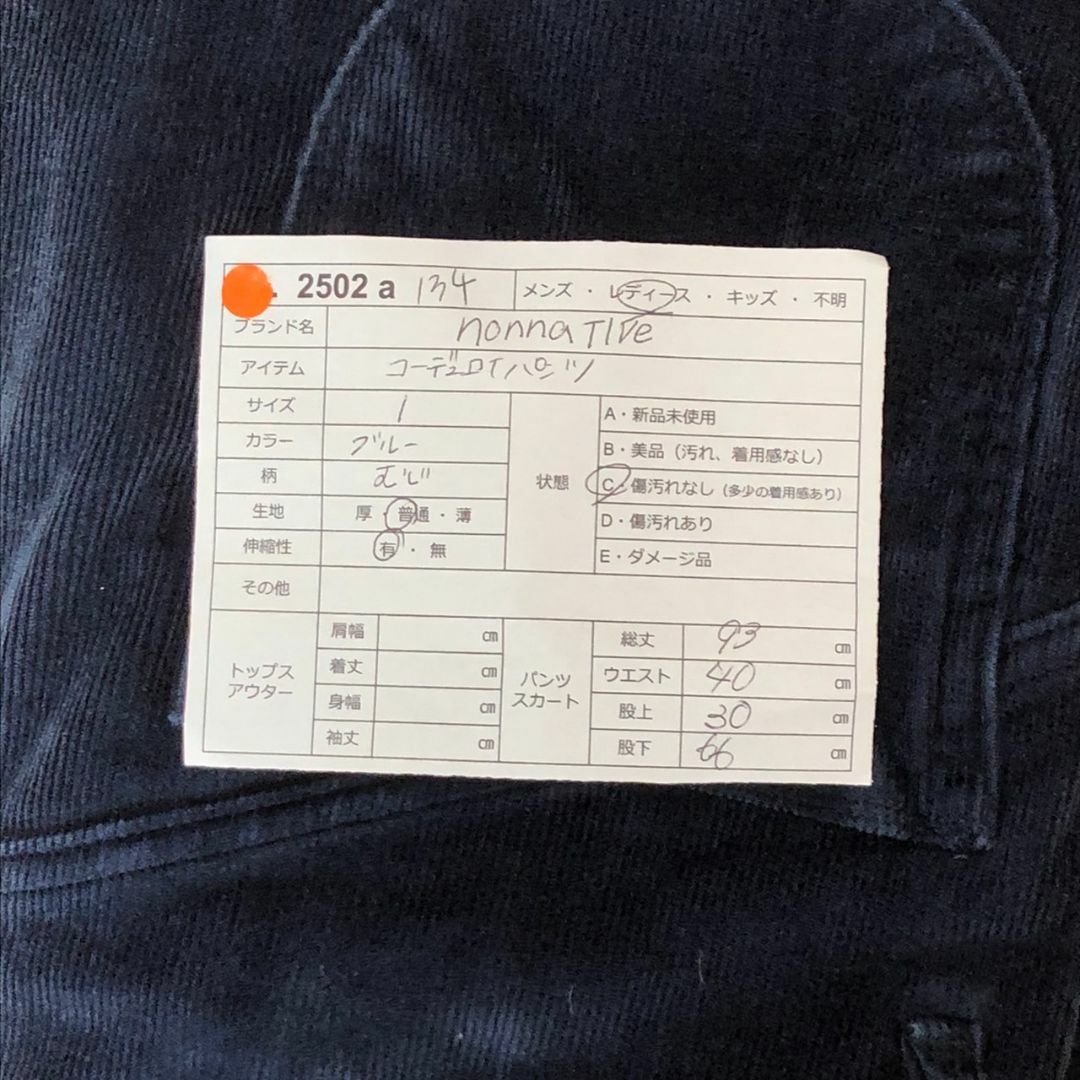 2502 a 134 メンズ ・ レディース ・ キッズ ・ 不明
ブランド名 nonnaTIVe
アイテム コーデュロイパンツ
サイズ 1
カラー ブルー
柄 むじ
生地 厚 ・ 普通 ・ 薄
伸縮性 有 ・ 無
状態
A・新品未使用
B・美品（汚れ、着用感なし）
C・傷汚れなし（多少の着用感あり）
D・傷汚れあり
E・ダメージ品
その他
トップス
アウター
肩幅 ㎝
着丈 ㎝
身幅 ㎝
袖丈 ㎝
パンツ
スカート
総丈 93 ㎝
ウエスト 40 ㎝
股上 30 ㎝
股下 66 ㎝